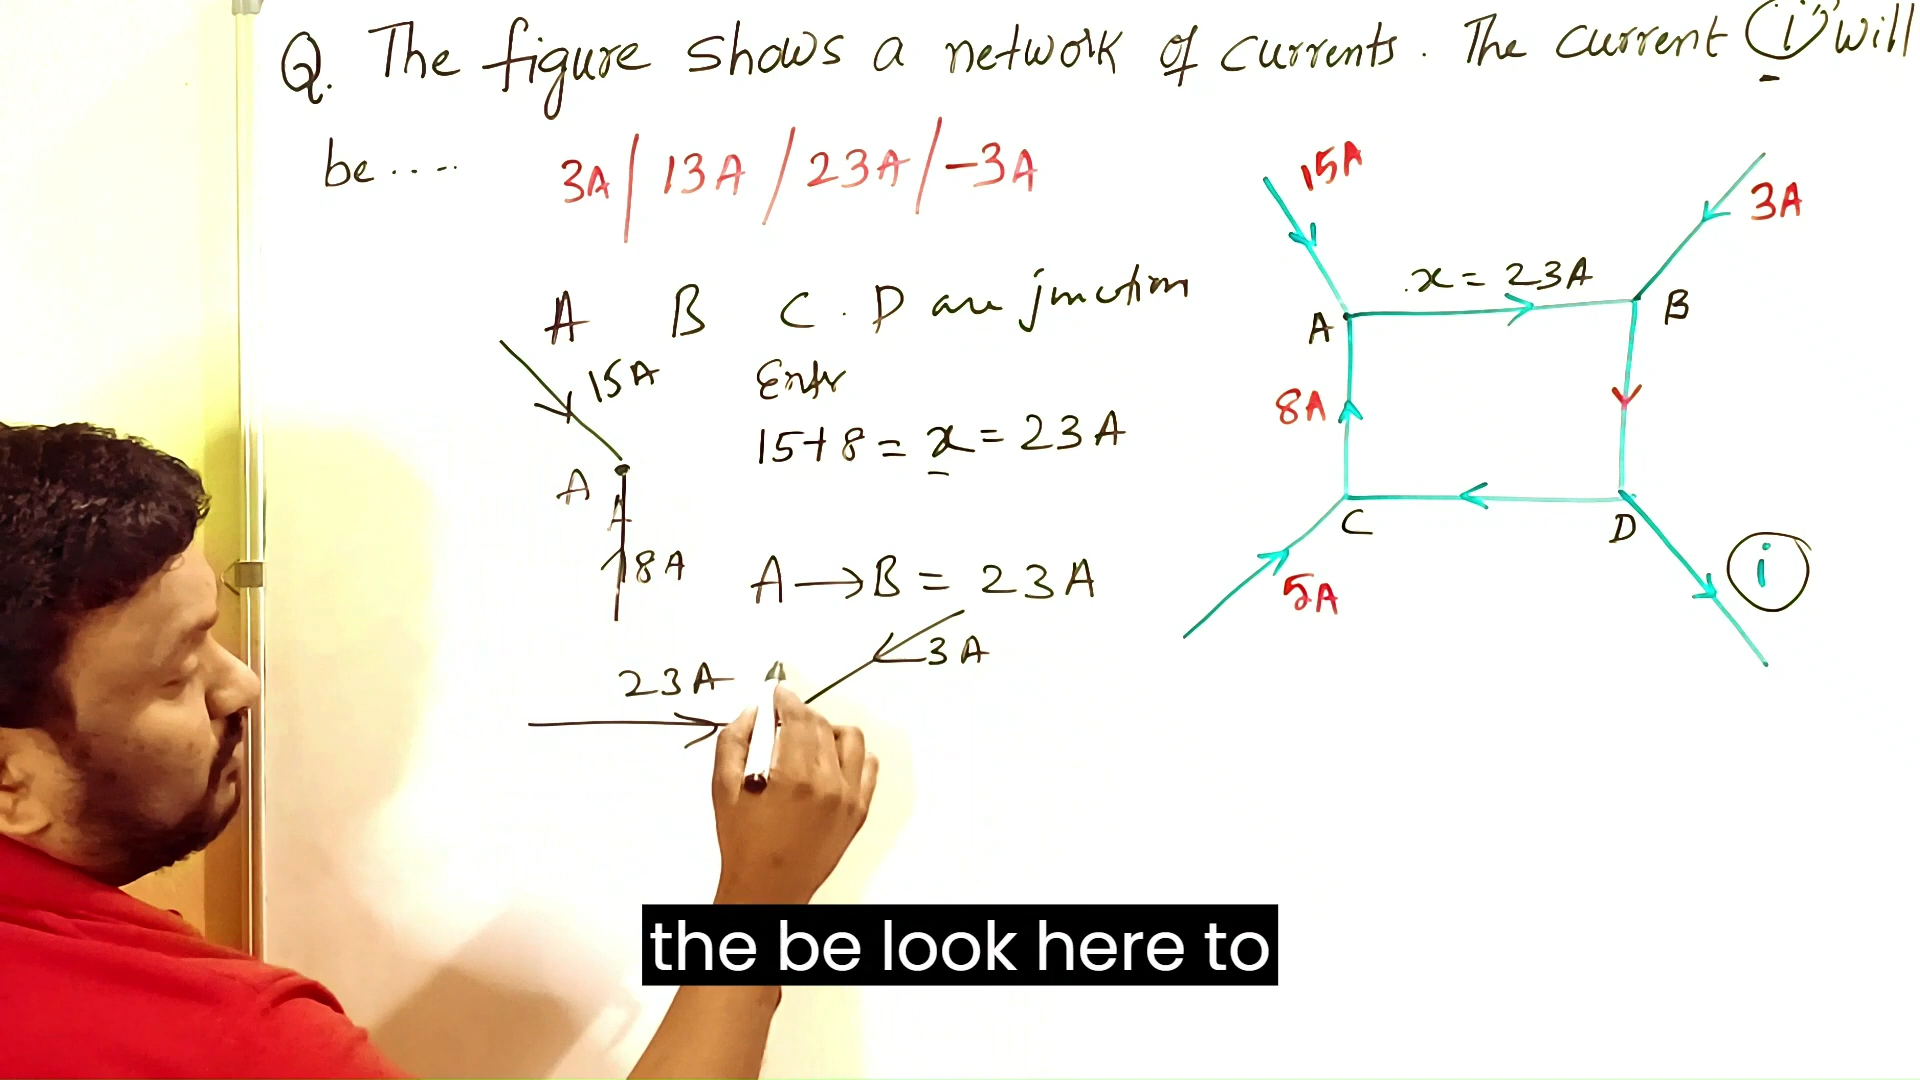 Q. The figure shows a network of currents. The current 'i' will
be.....
3A / 13A / 23A / -3A
15A
3A
x = 23A
A
B
8A
C
D
5A
i
A B C. D are junction
15A
Enter
15+8 = x = 23A
A
8A
A → B = 23A
3A
23A
the be look here to